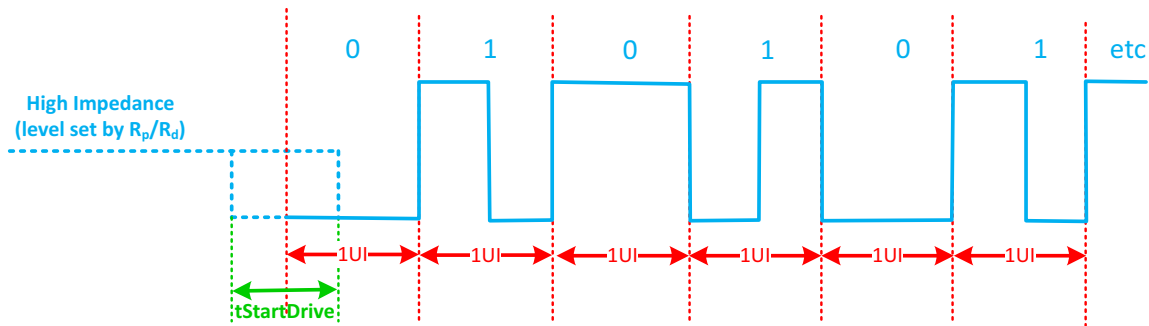 0 1 0 1 0 1 etc
High Impedance
(level set by Rp/Rd)
1UI 1UI 1UI 1UI 1UI 1UI
tStartDrive